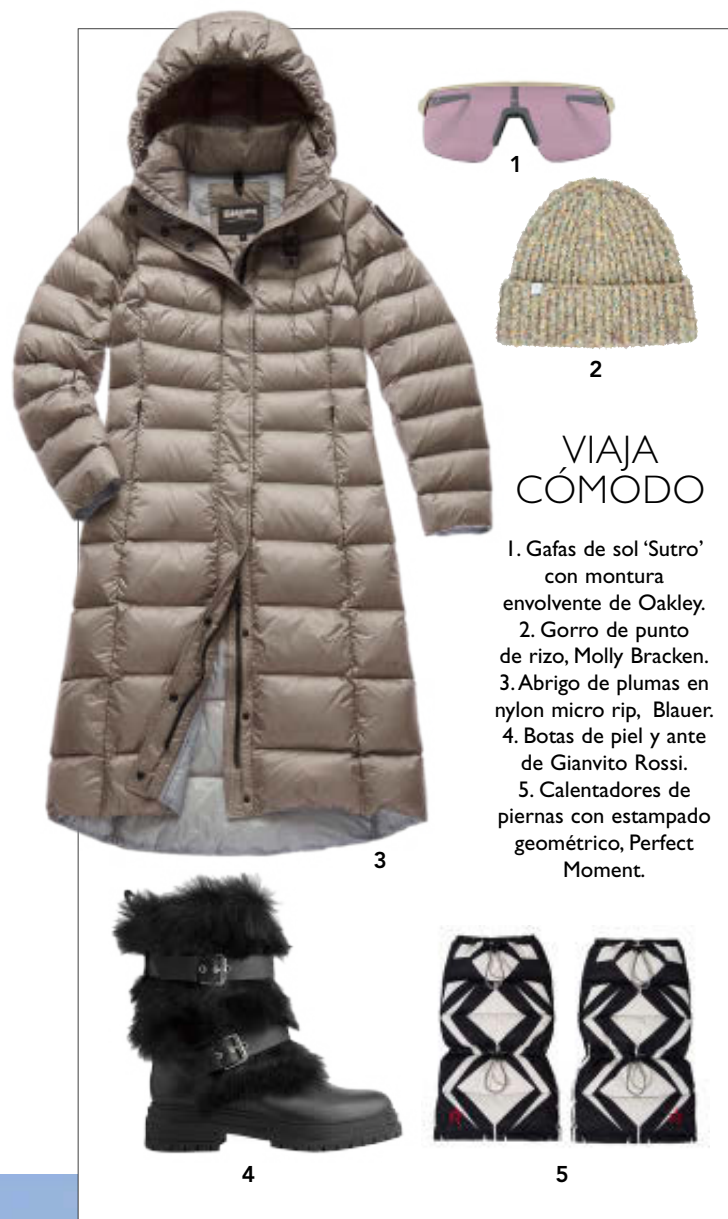 1
2
VIAJA
CÓMODO
1. Gafas de sol ‘Sutro’
con montura
envolvente de Oakley.
2. Gorro de punto
de rizo, Molly Bracken.
3. Abrigo de plumas en
nylon micro rip, Blauer.
4. Botas de piel y ante
de Gianvito Rossi.
5. Calentadores de
piernas con estampado
geométrico, Perfect
Moment.
3
4
5